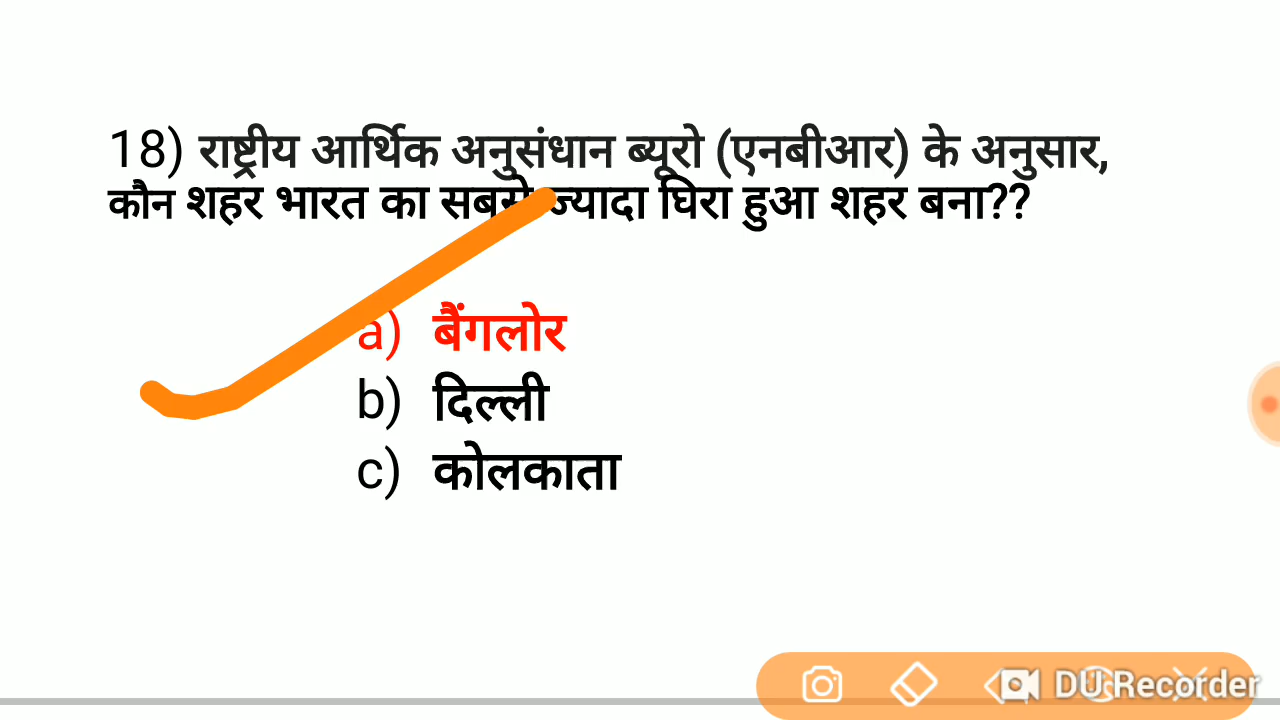 18) राष्ट्रीय आर्थिक अनुसंधान ब्यूरो (एनबीआर) के अनुसार,
कौन शहर भारत का सबसे ज्यादा घिरा हुआ शहर बना??
a) बैंगलोर
b) दिल्ली
c) कोलकाता
DU Recorder